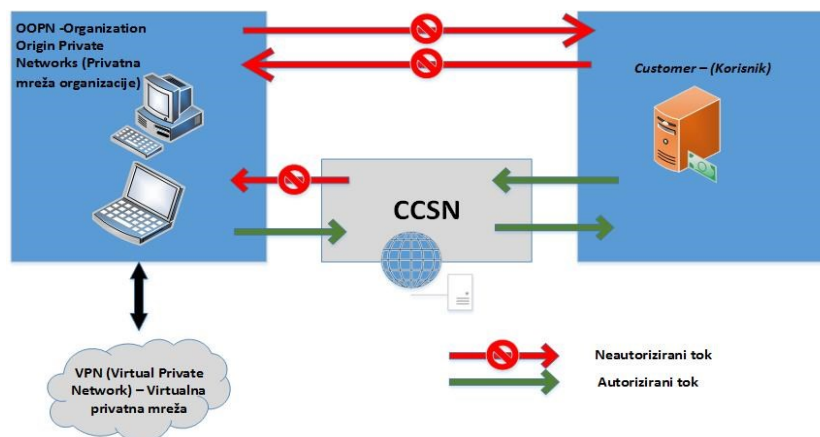 OOPN -Organization
Origin Private
Networks (Privatna
mreža organizacije)
Customer – (Korisnik)
CCSN
VPN (Virtual Private
Network) – Virtualna
privatna mreža
Neautorizirani tok
Autorizirani tok